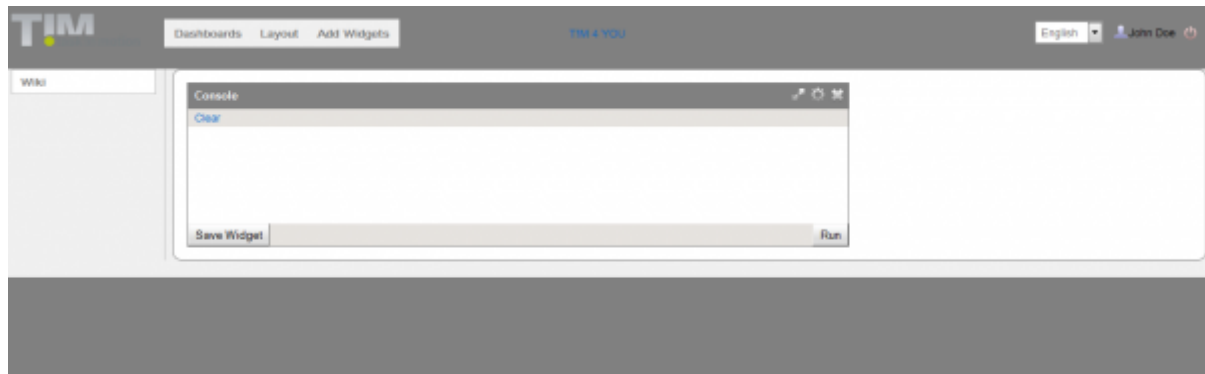 TIM
Dashboards Layout Add Widgets
TIM 4 YOU
English
John Doe
Wiki
Console
Clear
Save Widget
Run